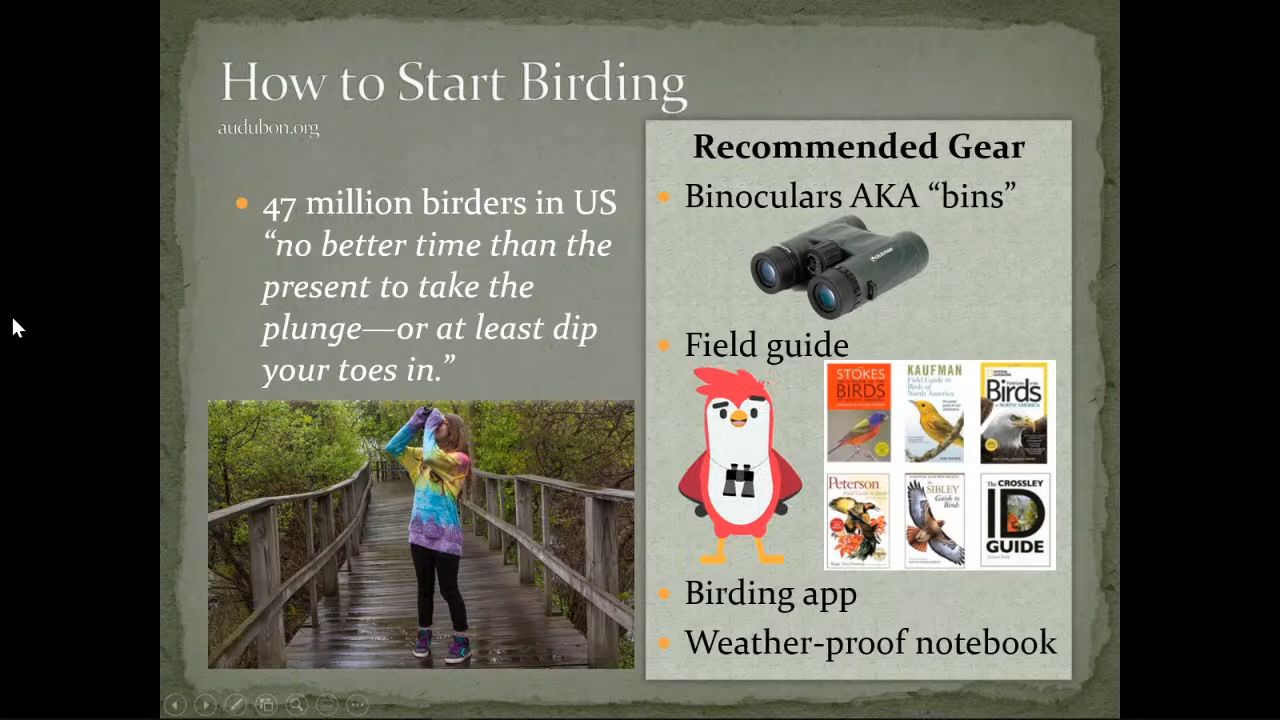 How to Start Birding
audubon.org
47 million birders in US
“no better time than the
present to take the
plunge—or at least dip
your toes in.”
Recommended Gear
Binoculars AKA “bins”
Field guide
STOKES
BIRDS
KAUFMAN
Field Guide to
Birds of
North America
Birds
Peterson
SIBLEY
Guide to
Birds
The CROSSLEY
ID
GUIDE
Birding app
Weather-proof notebook